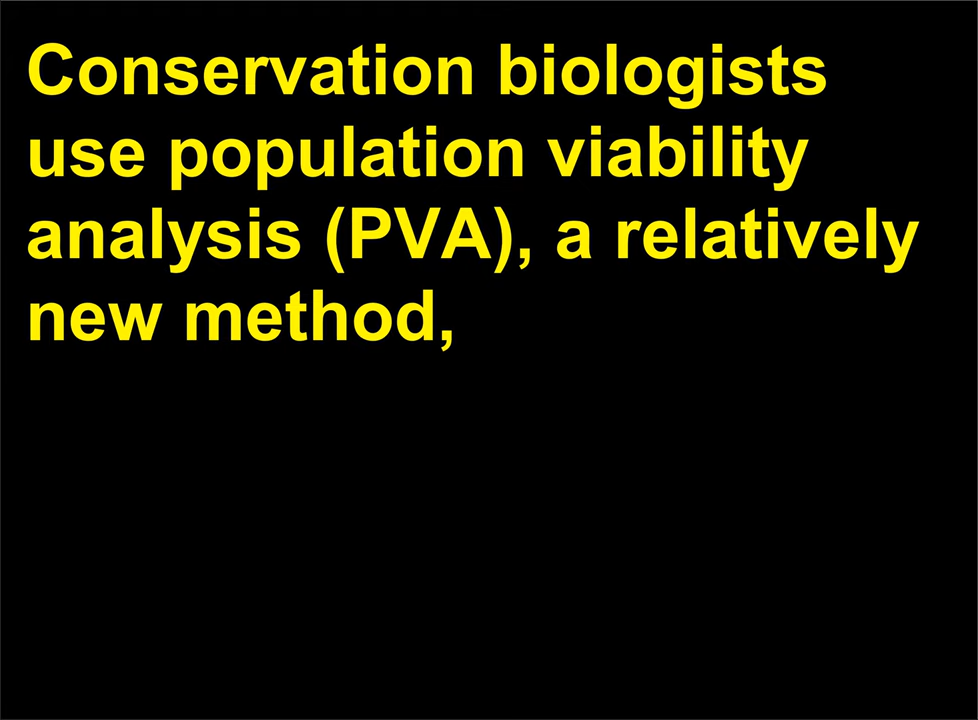 Conservation biologists
use population viability
analysis (PVA), a relatively
new method,